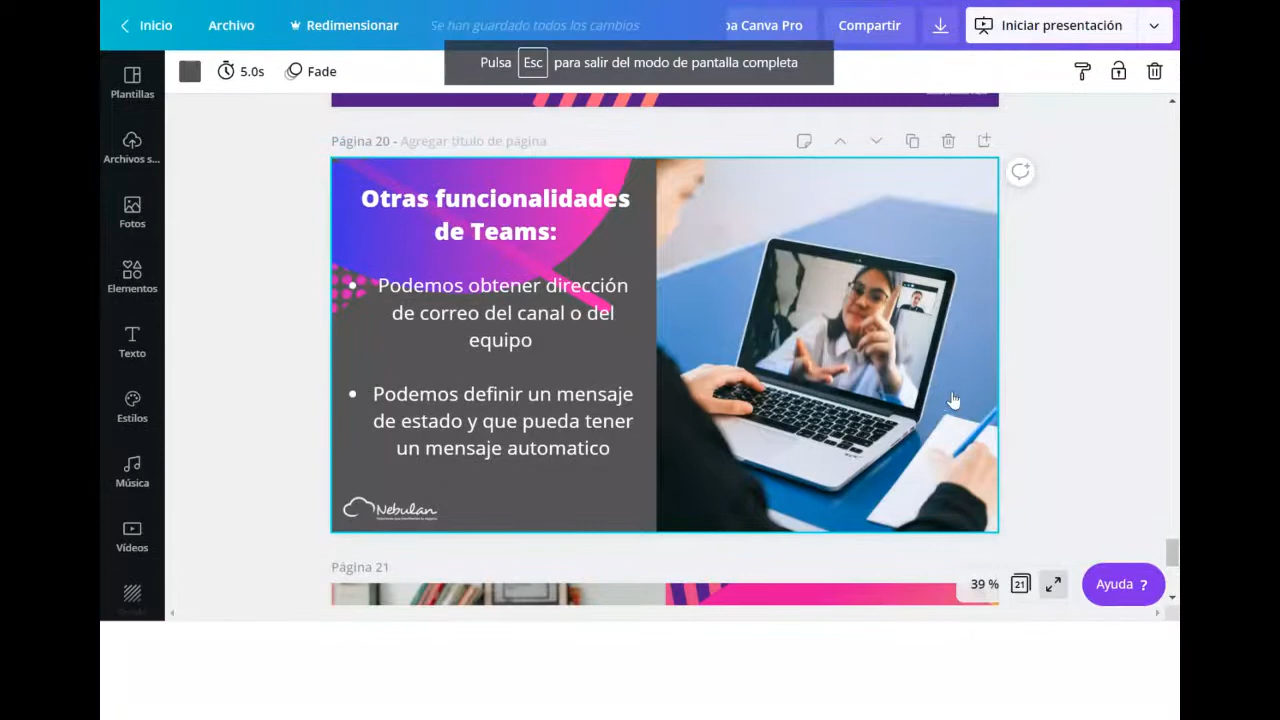 Inicio Archivo Redimensionar Se han guardado todos los cambios ba Canva Pro Compartir Iniciar presentación
Pulsa Esc para salir del modo de pantalla completa
5.0s Fade
Plantillas
Archivos s...
Fotos
Elementos
Texto
Estilos
Música
Vídeos
Página 20 - Agregar título de página
Otras funcionalidades
de Teams:
• Podemos obtener dirección
de correo del canal o del
equipo
• Podemos definir un mensaje
de estado y que pueda tener
un mensaje automatico
Nebulan
Página 21
39 % 21 Ayuda ?